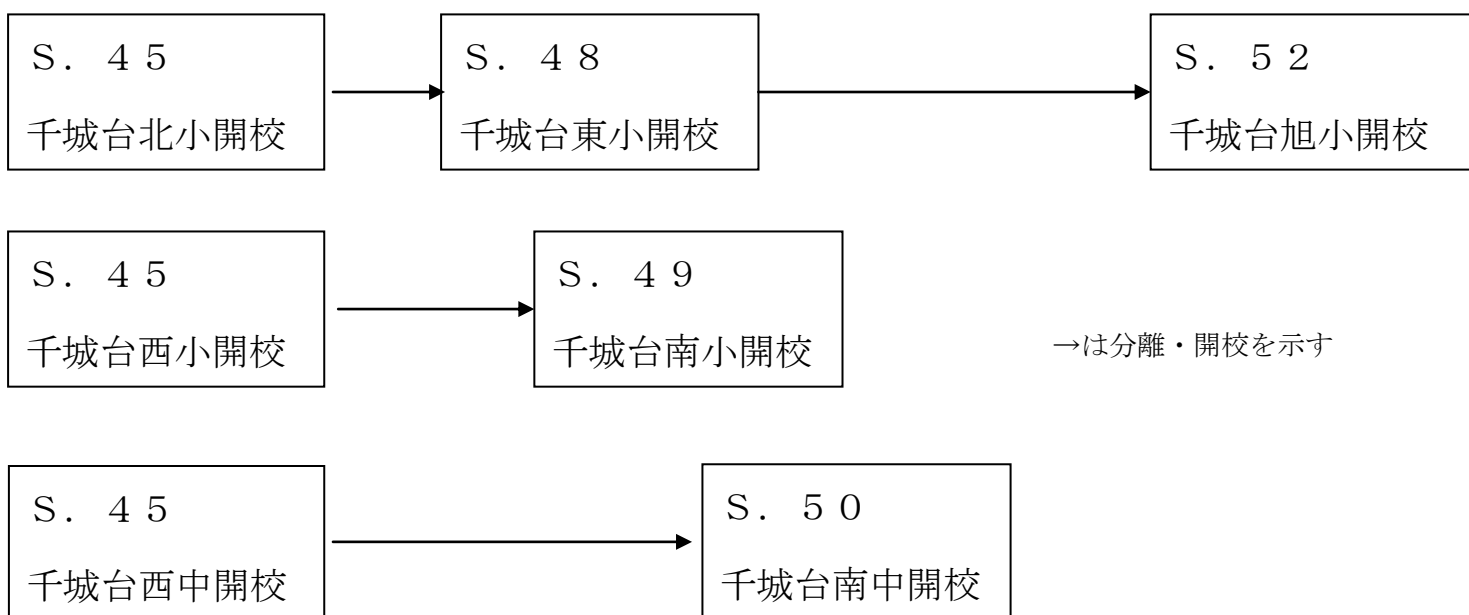 S. 45
千城台北小開校
S. 48
千城台東小開校
S. 52
千城台旭小開校
S. 45
千城台西小開校
S. 49
千城台南小開校
→は分離・開校を示す
S. 45
千城台西中開校
S. 50
千城台南中開校